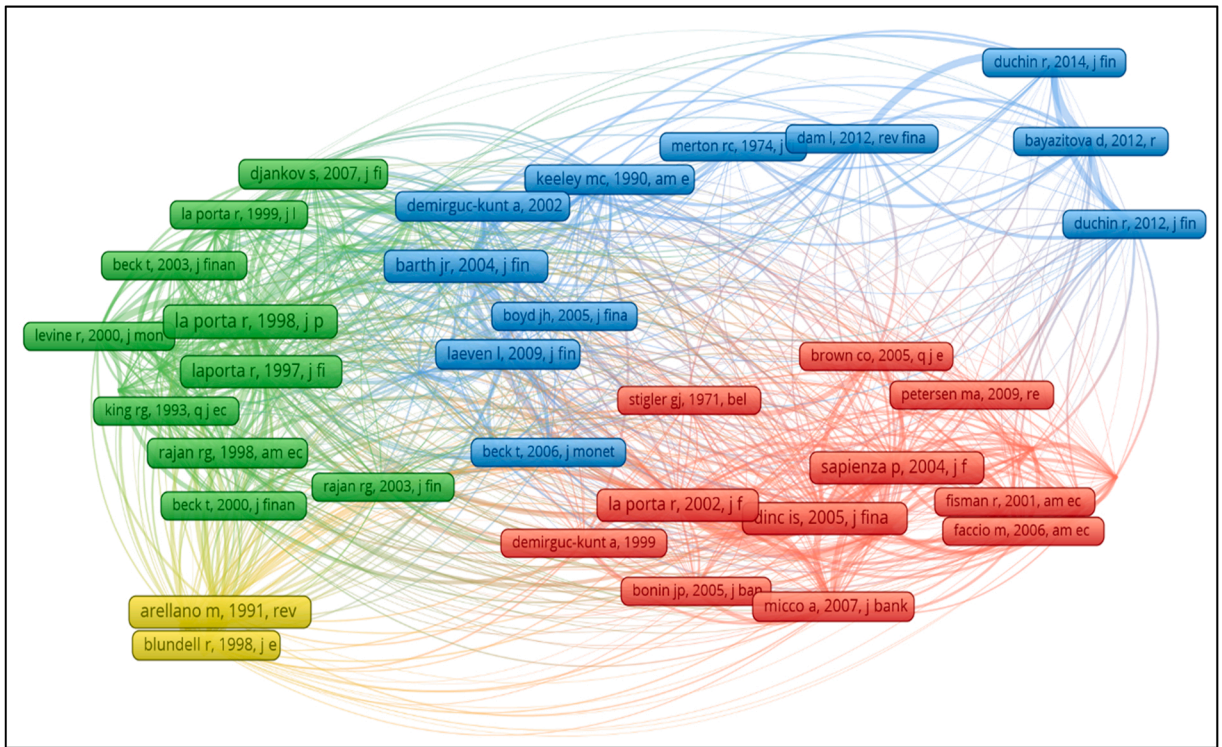 duchin r, 2014, j fin
dam l, 2012, rev fina
bayazitova d, 2012, r
merton rc, 1974, j
djankov s, 2007, j fi
keeley mc, 1990, am e
demirguc-kunt a, 2002
la porta r, 1999, j l
duchin r, 2012, j fin
beck t, 2003, j finan
barth jr, 2004, j fin
boyd jh, 2005, j fina
la porta r, 1998, j p
levine r, 2000, j mon
laeven l, 2009, j fin
brown co, 2005, q j e
laporta r, 1997, j fi
petersen ma, 2009, re
stigler gj, 1971, bel
king rg, 1993, q j ec
rajan rg, 1998, am ec
beck t, 2006, j monet
sapienza p, 2004, j f
rajan rg, 2003, j fin
beck t, 2000, j finan
la porta r, 2002, j f
fisman r, 2001, am ec
dinc is, 2005, j fina
faccio m, 2006, am ec
demirguc-kunt a, 1999
bonin jp, 2005, j ban
micco a, 2007, j bank
arellano m, 1991, rev
blundell r, 1998, j e